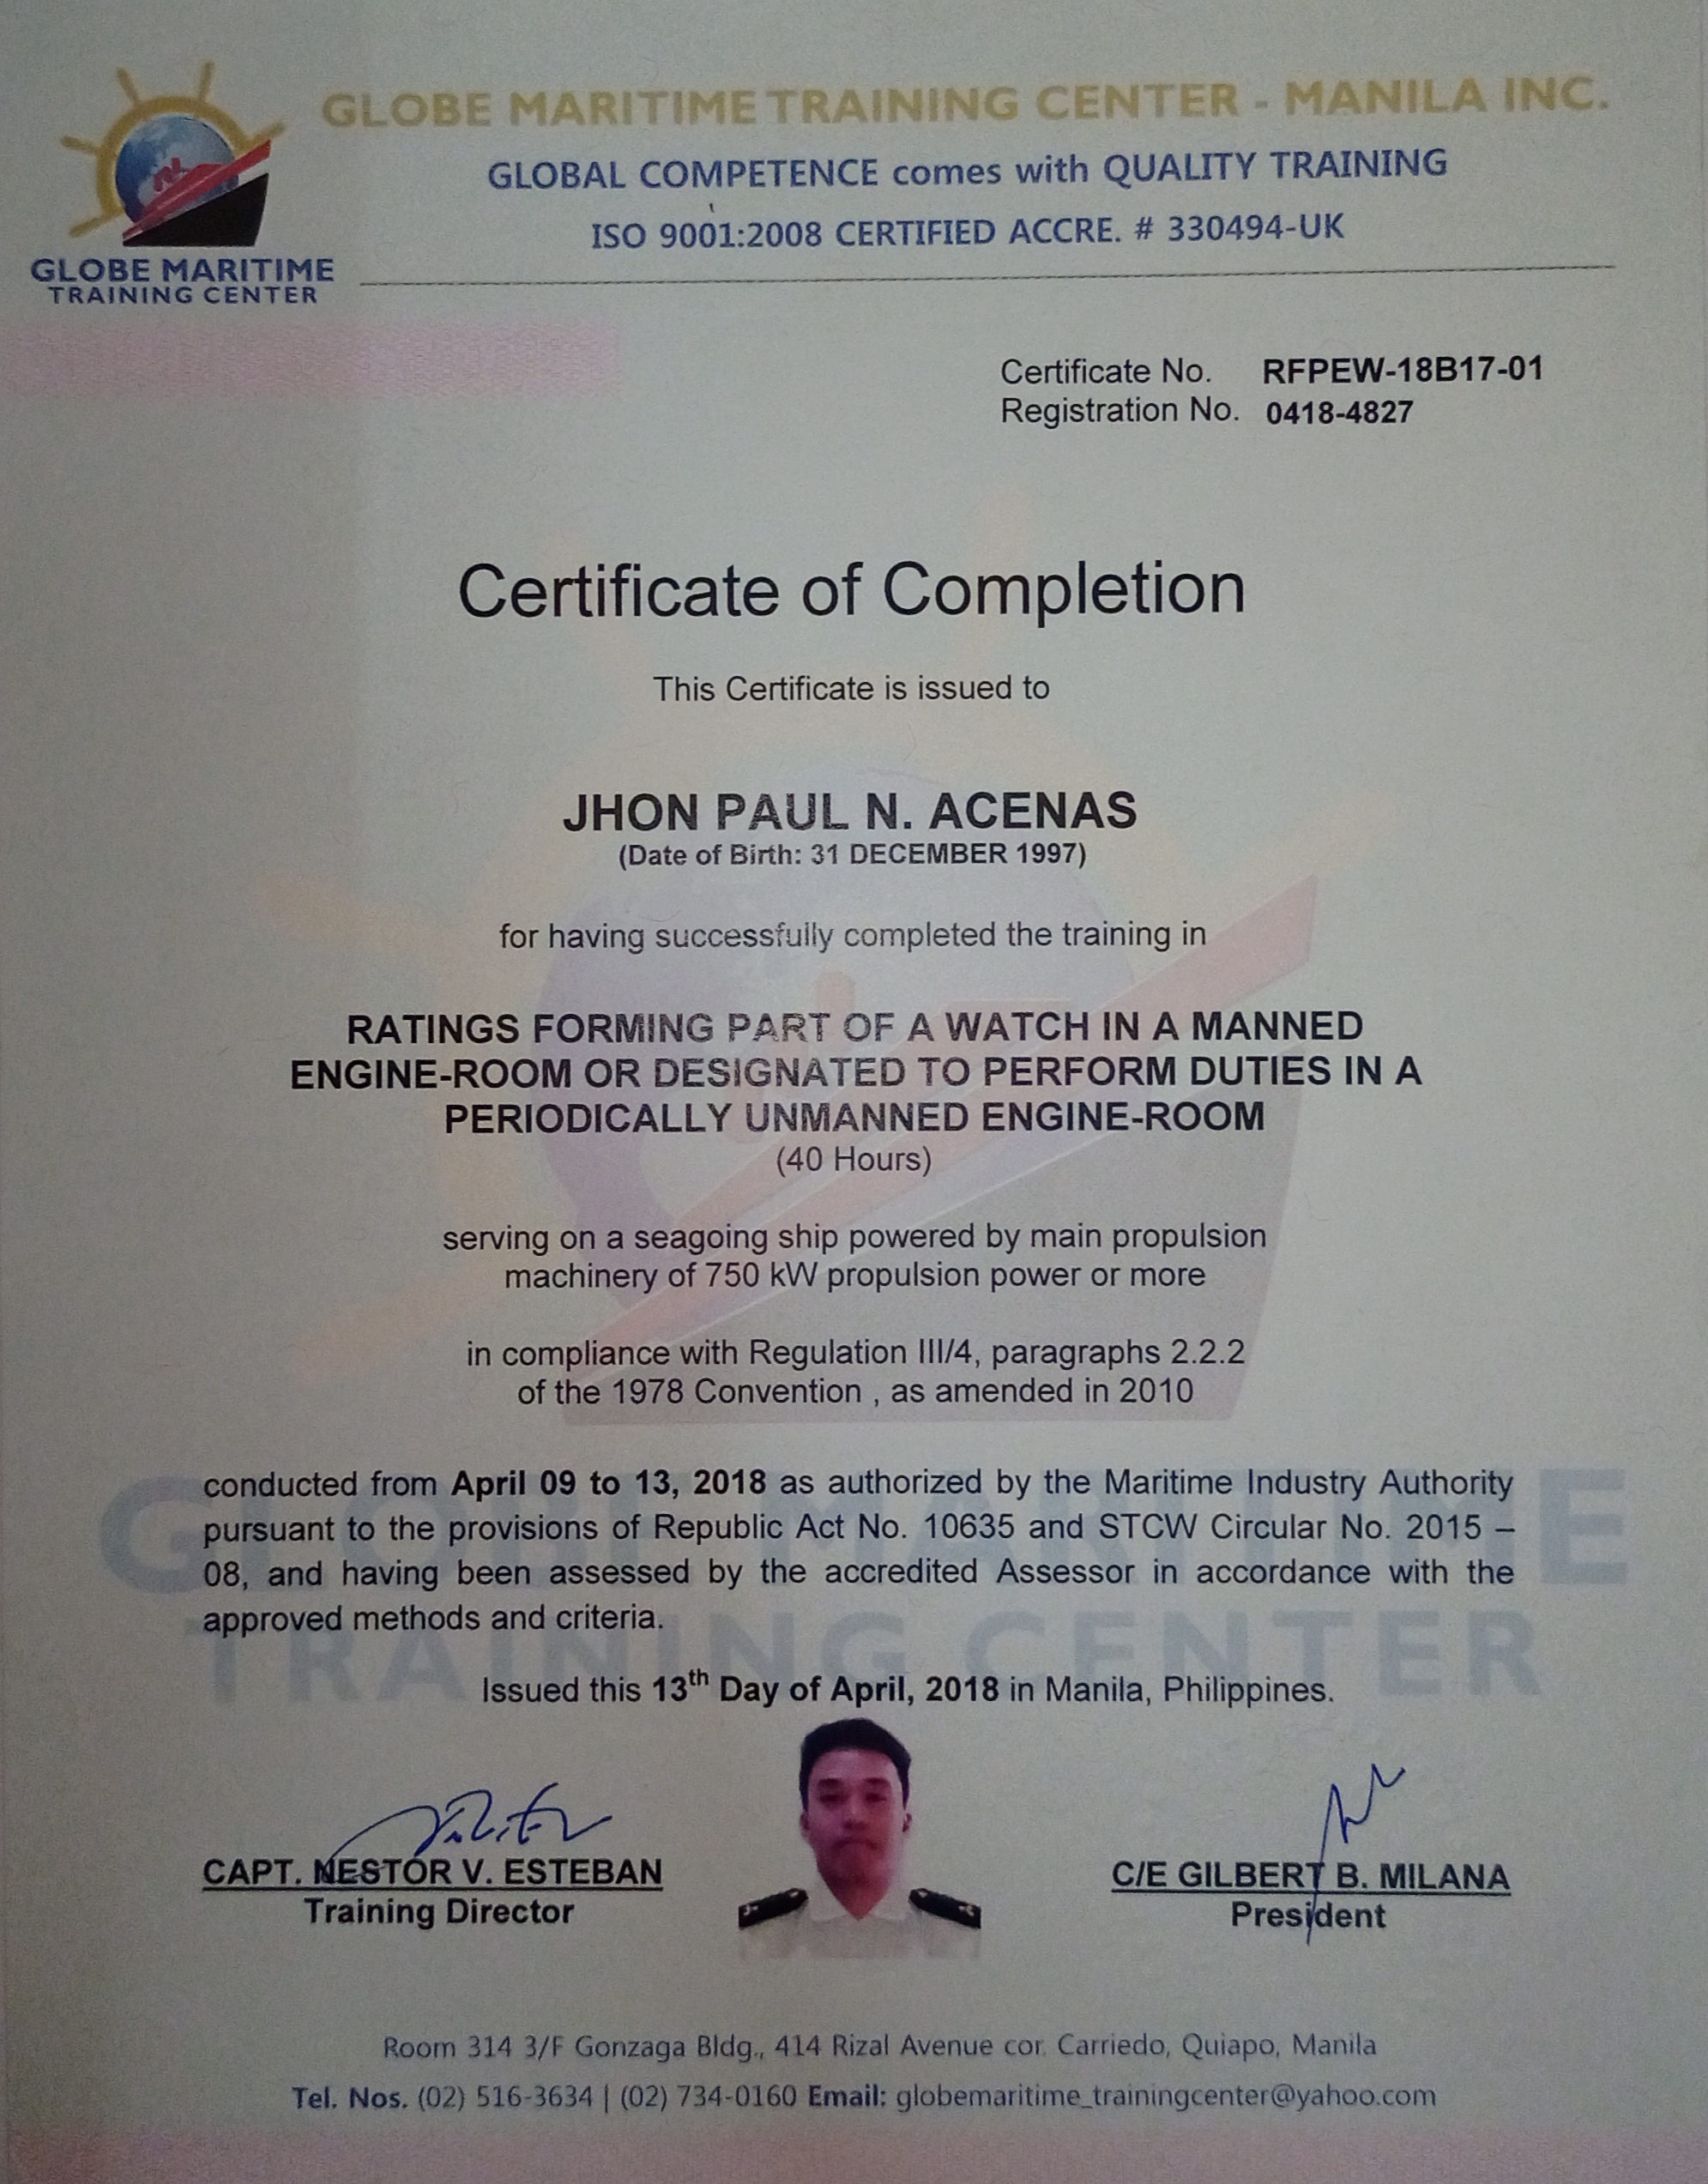 GLOBE MARITIME TRAINING CENTER - MANILA INC.
GLOBAL COMPETENCE comes with QUALITY TRAINING
ISO 9001:2008 CERTIFIED ACCRE. # 330494-UK
GLOBE MARITIME
TRAINING CENTER
Certificate No. RFPEW-18B17-01
Registration No. 0418-4827
Certificate of Completion
This Certificate is issued to
JHON PAUL N. ACENAS
(Date of Birth: 31 DECEMBER 1997)
for having successfully completed the training in
RATINGS FORMING PART OF A WATCH IN A MANNED
ENGINE-ROOM OR DESIGNATED TO PERFORM DUTIES IN A
PERIODICALLY UNMANNED ENGINE-ROOM
(40 Hours)
serving on a seagoing ship powered by main propulsion
machinery of 750 kW propulsion power or more
in compliance with Regulation III/4, paragraphs 2.2.2
of the 1978 Convention , as amended in 2010
GLOBE MARITIME
TRAINING CENTER
conducted from April 09 to 13, 2018 as authorized by the Maritime Industry Authority
pursuant to the provisions of Republic Act No. 10635 and STCW Circular No. 2015 –
08, and having been assessed by the accredited Assessor in accordance with the
approved methods and criteria.
Issued this 13th Day of April, 2018 in Manila, Philippines.
CAPT. NESTOR V. ESTEBAN
Training Director
C/E GILBERT B. MILANA
President
Room 314 3/F Gonzaga Bldg., 414 Rizal Avenue cor. Carriedo, Quiapo, Manila
Tel. Nos. (02) 516-3634 | (02) 734-0160 Email: globemaritime_trainingcenter@yahoo.com